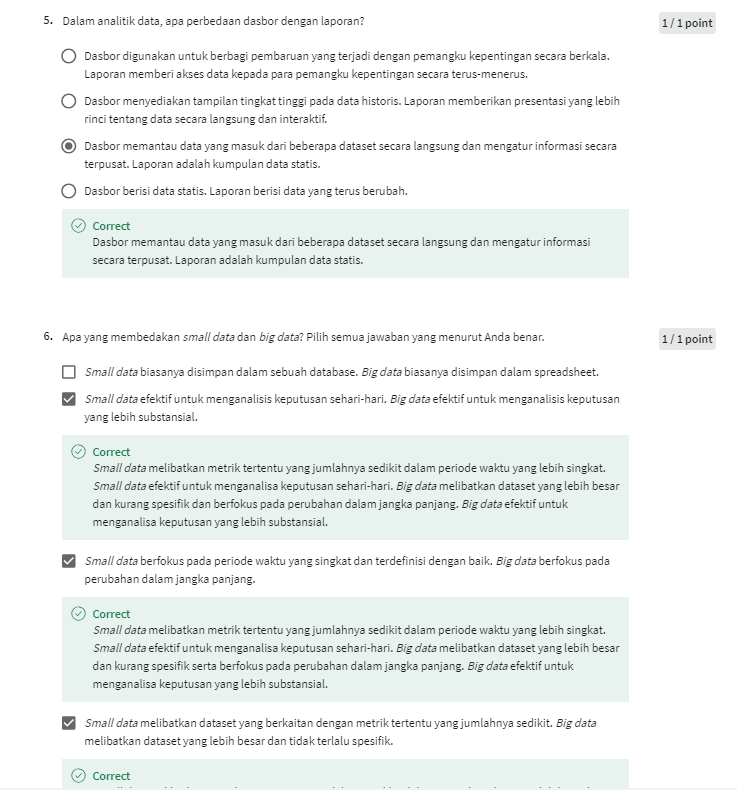 5. Dalam analitik data, apa perbedaan dasbor dengan laporan?
1 / 1 point
Dasbor digunakan untuk berbagi pembaruan yang terjadi dengan pemangku kepentingan secara berkala.
Laporan memberi akses data kepada para pemangku kepentingan secara terus-menerus.
Dasbor menyediakan tampilan tingkat tinggi pada data historis. Laporan memberikan presentasi yang lebih
rinci tentang data secara langsung dan interaktif.
Dasbor memantau data yang masuk dari beberapa dataset secara langsung dan mengatur informasi secara
terpusat. Laporan adalah kumpulan data statis.
Dasbor berisi data statis. Laporan berisi data yang terus berubah.
Correct
Dasbor memantau data yang masuk dari beberapa dataset secara langsung dan mengatur informasi
secara terpusat. Laporan adalah kumpulan data statis.
6. Apa yang membedakan small data dan big data? Pilih semua jawaban yang menurut Anda benar.
1 / 1 point
Small data biasanya disimpan dalam sebuah database. Big data biasanya disimpan dalam spreadsheet.
Small data efektif untuk menganalisis keputusan sehari-hari. Big data efektif untuk menganalisis keputusan
yang lebih substansial.
Correct
Small data melibatkan metrik tertentu yang jumlahnya sedikit dalam periode waktu yang lebih singkat.
Small data efektif untuk menganalisa keputusan sehari-hari. Big data melibatkan dataset yang lebih besar
dan kurang spesifik dan berfokus pada perubahan dalam jangka panjang. Big data efektif untuk
menganalisa keputusan yang lebih substansial.
Small data berfokus pada periode waktu yang singkat dan terdefinisi dengan baik. Big data berfokus pada
perubahan dalam jangka panjang.
Correct
Small data melibatkan metrik tertentu yang jumlahnya sedikit dalam periode waktu yang lebih singkat.
Small data efektif untuk menganalisa keputusan sehari-hari. Big data melibatkan dataset yang lebih besar
dan kurang spesifik serta berfokus pada perubahan dalam jangka panjang. Big data efektif untuk
menganalisa keputusan yang lebih substansial.
Small data melibatkan dataset yang berkaitan dengan metrik tertentu yang jumlahnya sedikit. Big data
melibatkan dataset yang lebih besar dan tidak terlalu spesifik.
Correct